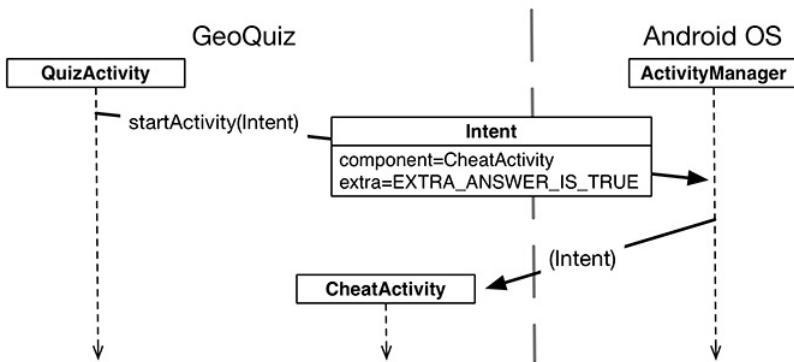 GeoQuiz
Android OS
QuizActivity
ActivityManager
startActivity(Intent)
Intent
component=CheatActivity
extra=EXTRA_ANSWER_IS_TRUE
(Intent)
CheatActivity